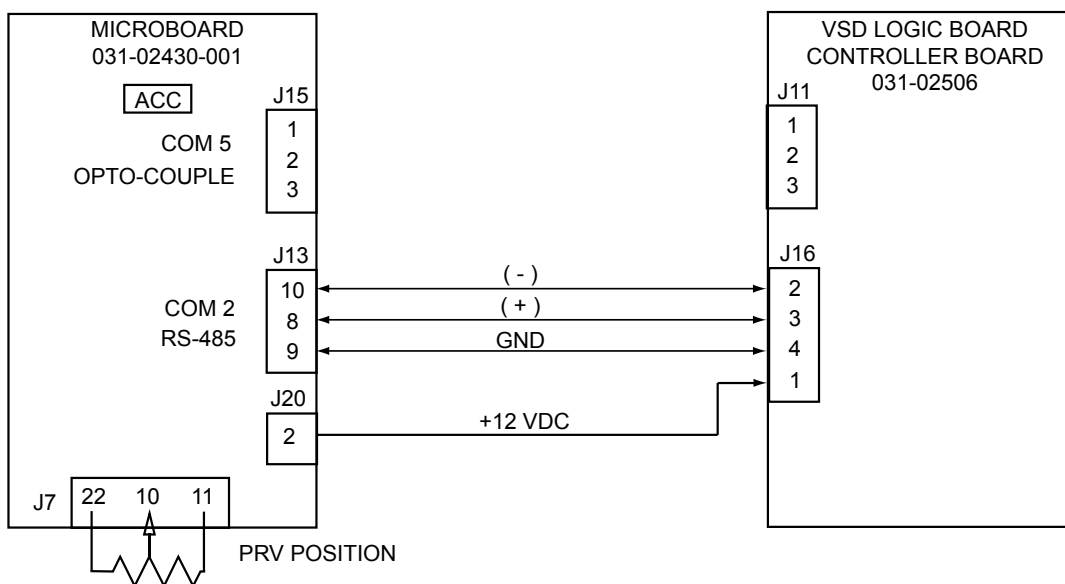 MICROBOARD
031-02430-001
ACC
COM 5
OPTO-COUPLE
J15
1
2
3
COM 2
RS-485
J13
10
8
9
J20
2
J7
22 10 11
PRV POSITION
( - )
( + )
GND
+12 VDC
VSD LOGIC BOARD
CONTROLLER BOARD
031-02506
J11
1
2
3
J16
2
3
4
1